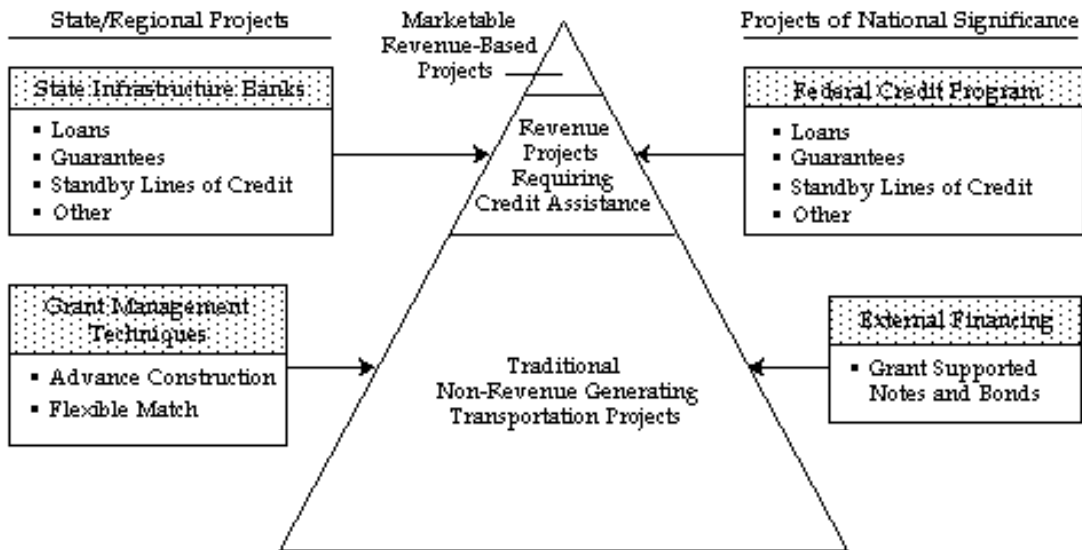 State/Regional Projects
State Infrastructure Banks
▪ Loans
▪ Guarantees
▪ Standby Lines of Credit
▪ Other
Grant Management
Techniques
▪ Advance Construction
▪ Flexible Match
Marketable
Revenue-Based
Projects
Revenue
Projects
Requiring
Credit Assistance
Traditional
Non-Revenue Generating
Transportation Projects
Projects of National Significance
Federal Credit Program
▪ Loans
▪ Guarantees
▪ Standby Lines of Credit
▪ Other
External Financing
▪ Grant Supported
Notes and Bonds